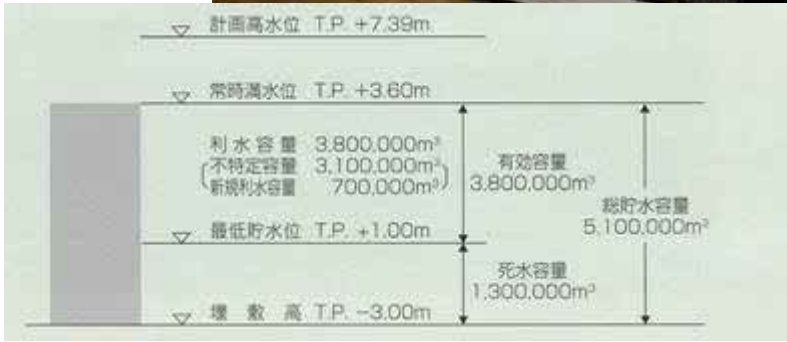 計画高水位 T.P. +7.39m
常時満水位 T.P. +3.60m
利水容量 3.800.000m³
(不特定容量 3,100.000m³
新規利水容量 700.000m³)
有効容量
3.800.000m³
総貯水容量
5.100.000m³
最低貯水位 T.P. +1.00m
死水容量
1.300.000m³
堰敷高 T.P. −3.00m